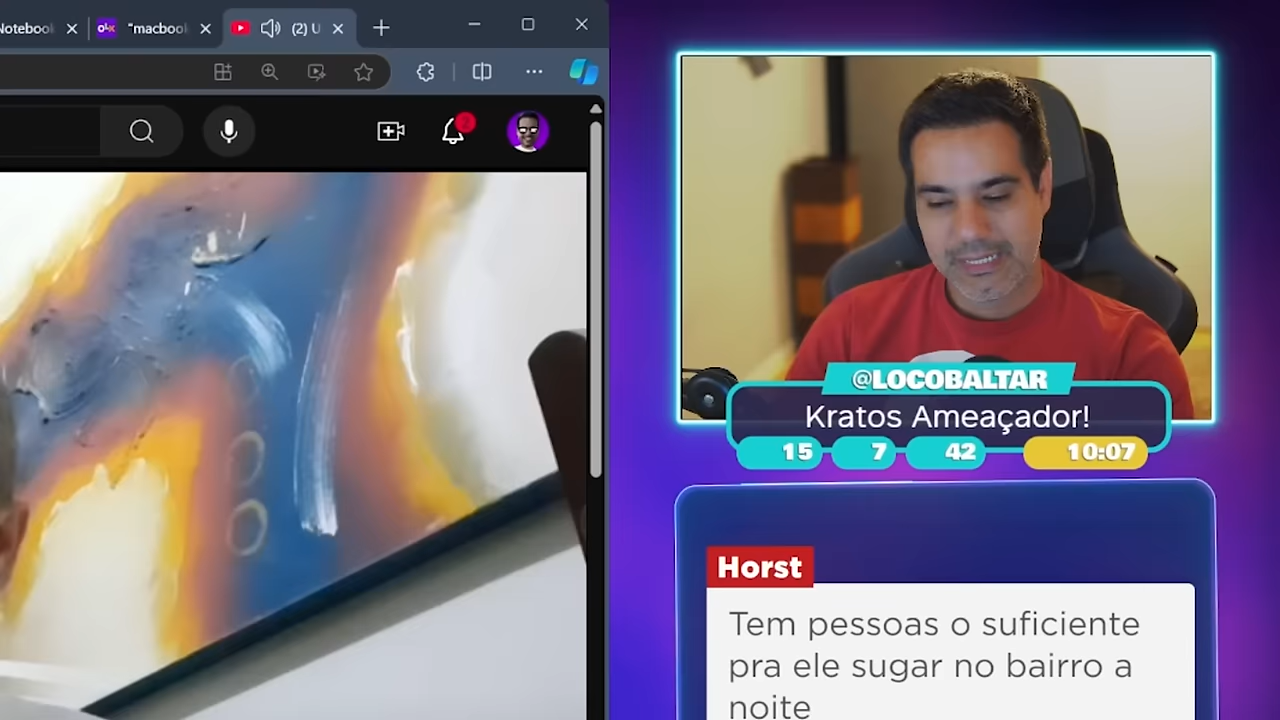 Notebook
OLX
"macbook
(2) U
@LOCOBALTAR
Kratos Ameaçador!
15
7
42
10:07
Horst
Tem pessoas o suficiente
pra ele sugar no bairro a
noite